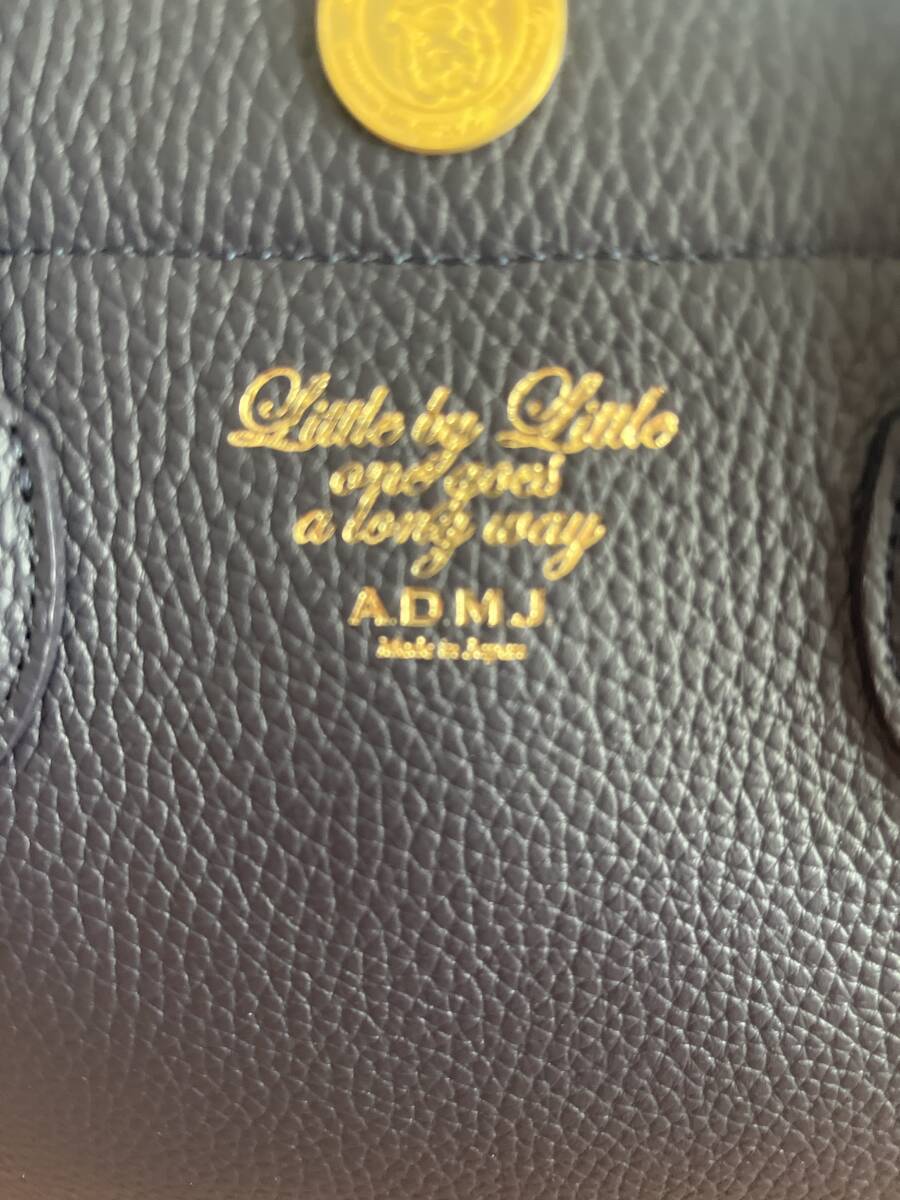 Little by Little
one goes
a long way
A.D.M.J.
Made in Japan